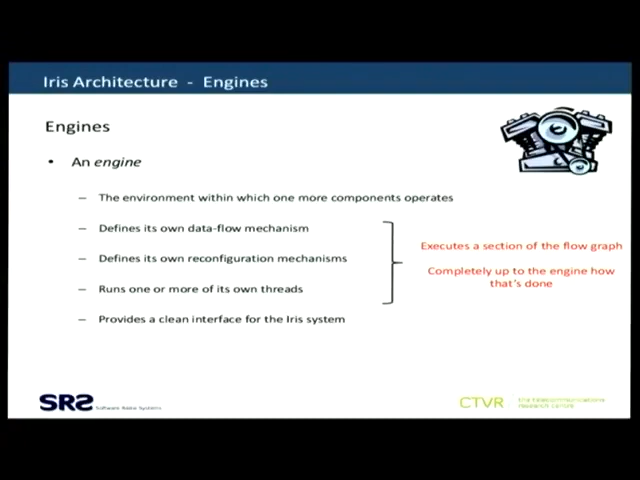 Iris Architecture - Engines
Engines
• An engine
– The environment within which one more components operates
– Defines its own data-flow mechanism
– Defines its own reconfiguration mechanisms
– Runs one or more of its own threads
– Provides a clean interface for the Iris system
Executes a section of the flow graph
Completely up to the engine how
that's done
SRS Software Radio Systems
CTVR
the telecommunications
research centre